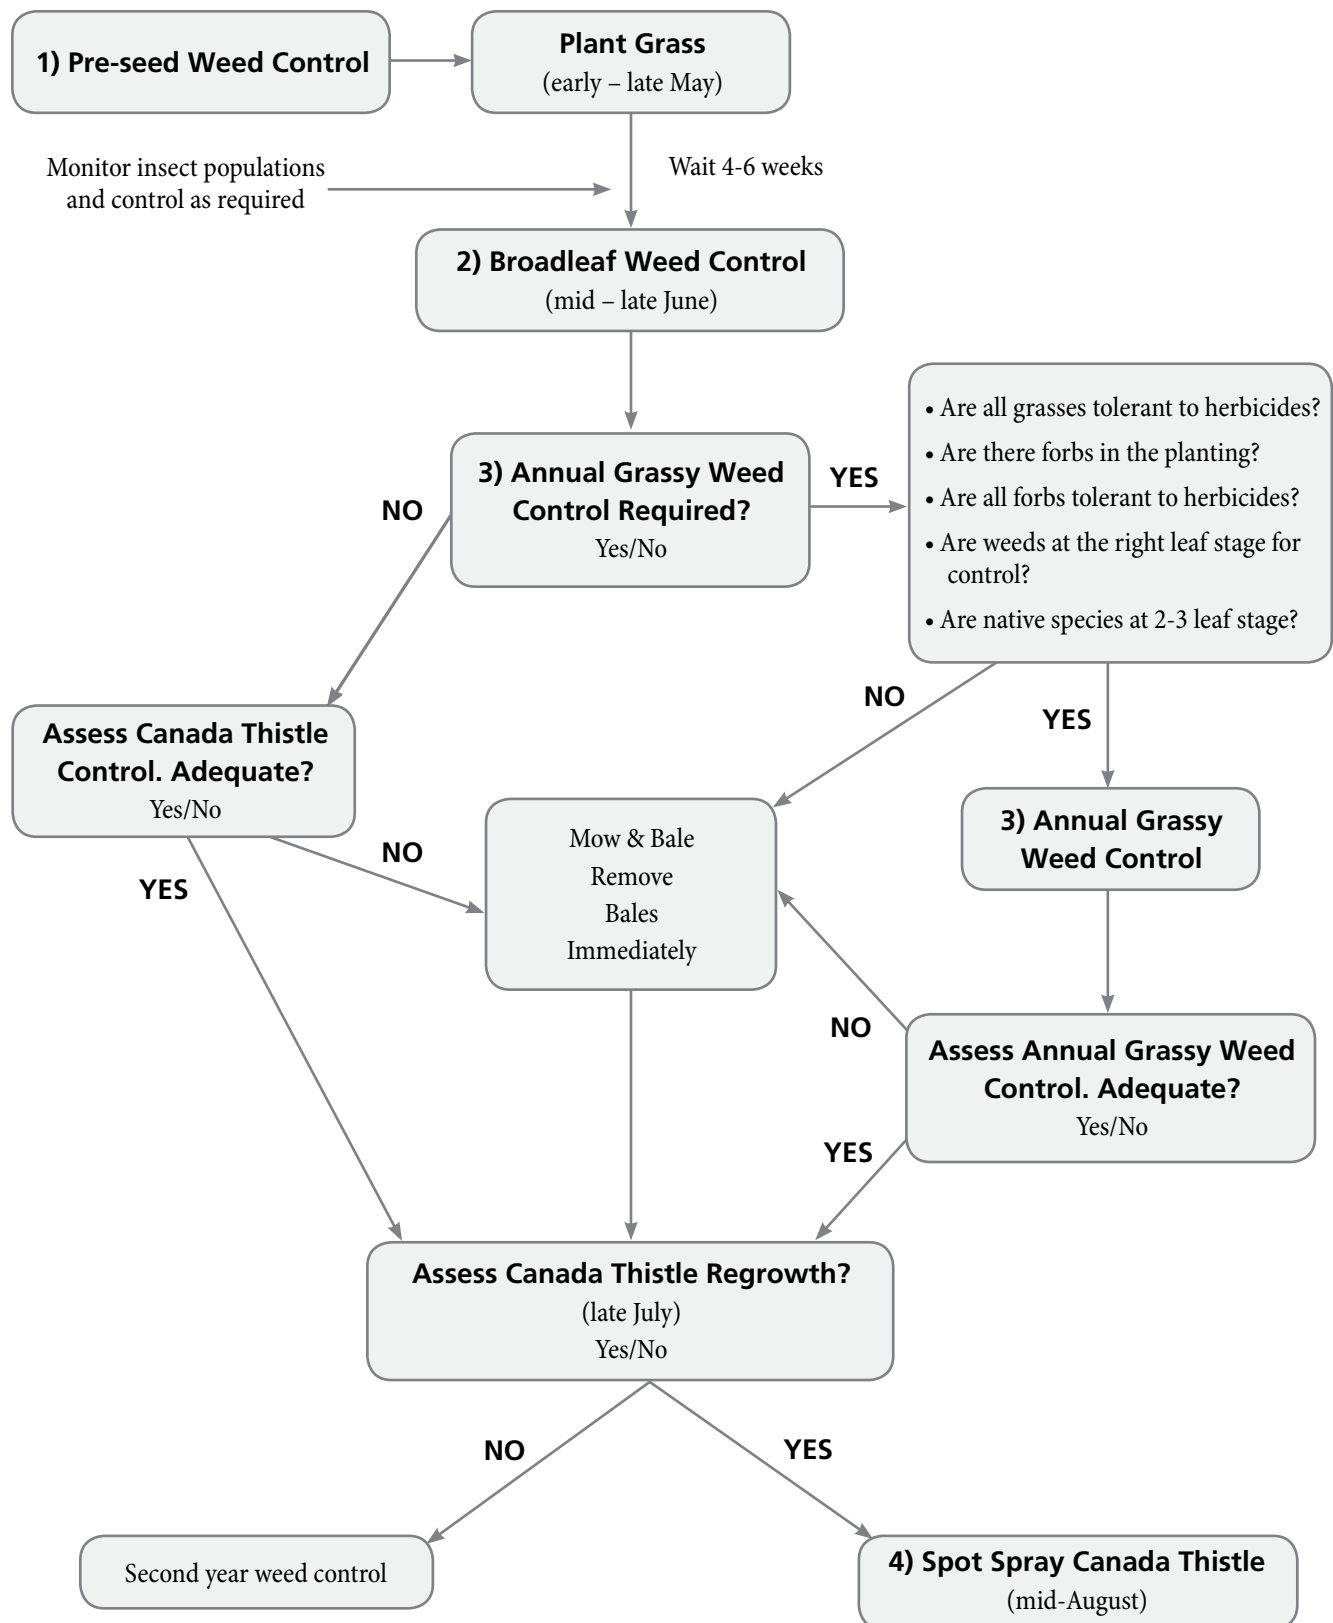 1) Pre-seed Weed Control
Plant Grass
(early – late May)
Monitor insect populations
and control as required
Wait 4-6 weeks
2) Broadleaf Weed Control
(mid – late June)
3) Annual Grassy Weed
Control Required?
Yes/No
YES
NO
• Are all grasses tolerant to herbicides?
• Are there forbs in the planting?
• Are all forbs tolerant to herbicides?
• Are weeds at the right leaf stage for
control?
• Are native species at 2-3 leaf stage?
NO
YES
Assess Canada Thistle
Control. Adequate?
Yes/No
NO
YES
Mow & Bale
Remove
Bales
Immediately
3) Annual Grassy
Weed Control
NO
Assess Annual Grassy Weed
Control. Adequate?
Yes/No
YES
Assess Canada Thistle Regrowth?
(late July)
Yes/No
NO
YES
Second year weed control
4) Spot Spray Canada Thistle
(mid-August)